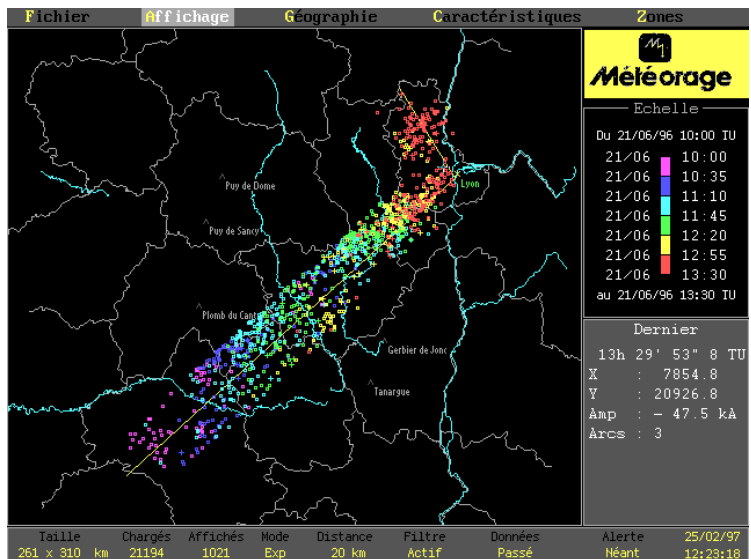 Fichier Affichage Géographie Caractéristiques Zones
Météorage
Echelle
Du 21/06/96 10:00 TU
21/06 10:00
21/06 10:35
21/06 11:10
21/06 11:45
21/06 12:20
21/06 12:55
21/06 13:30
au 21/06/96 13:30 TU
Lyon
Puy de Dome
Puy de Sancy
Plomb du Cant
Gerbier de Jonc
Tanargue
Dernier
13h 29' 53" 8 TU
X : 7854.8
Y : 20926.8
Amp : - 47.5 kA
Arcs : 3
Taille Chargés Affichés Mode Distance Filtre Données Alerte 25/02/97
261 x 310 km 21194 1021 Exp 20 km Actif Passé Néant 12:23:18